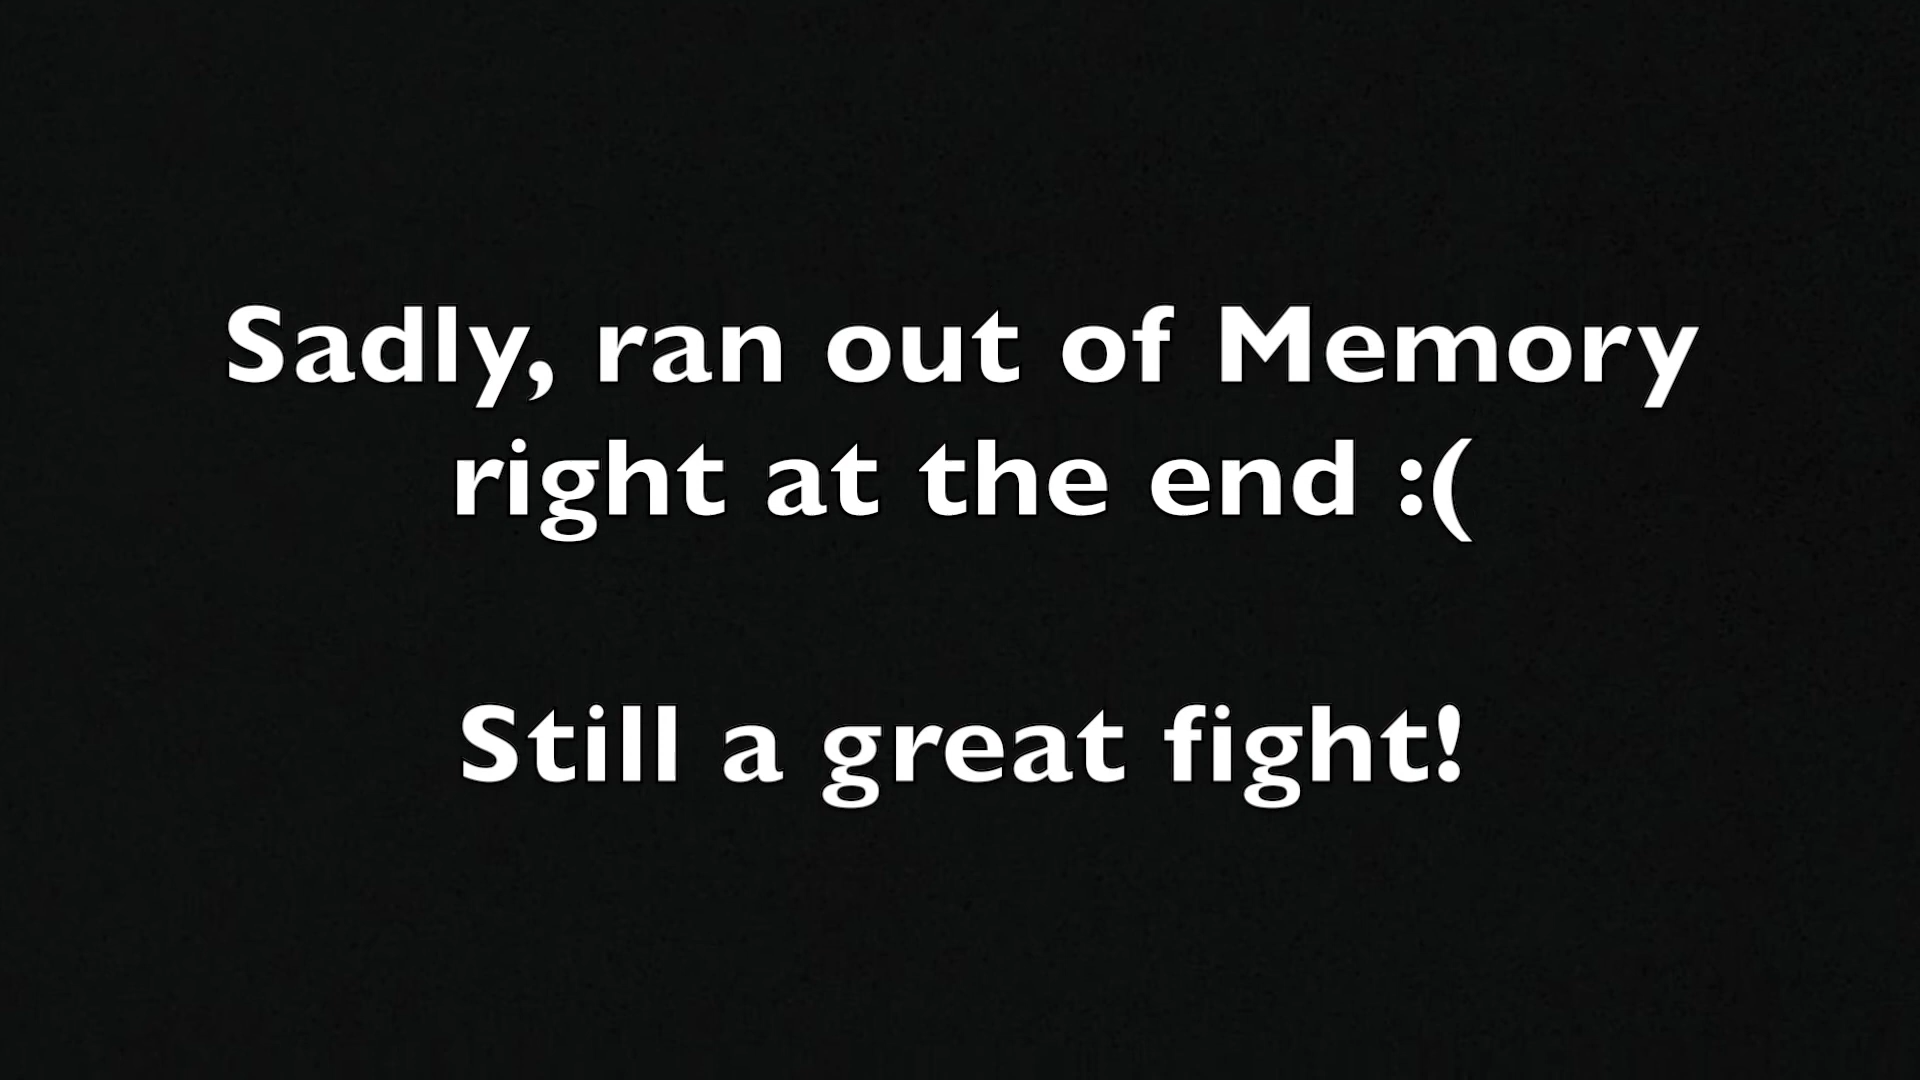 Sadly, ran out of Memory
right at the end :(
Still a great fight!